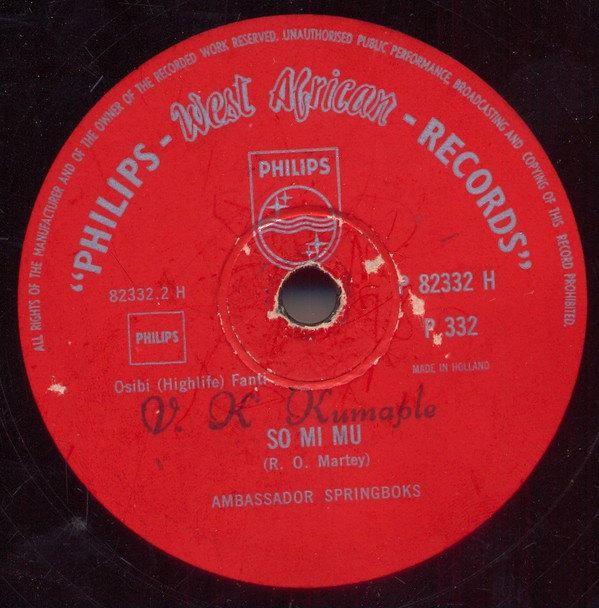 ALL RIGHTS OF THE MANUFACTURER AND OF THE OWNER OF THE RECORDED WORK RESERVED. UNAUTHORISED PUBLIC PERFORMANCE, BROADCASTING AND COPYING OF THIS RECORD PROHIBITED.
"PHILIPS - West African - RECORDS"
PHILIPS
82332.2 H
P 82332 H
PHILIPS
P 332
MADE IN HOLLAND
Osibi (Highlife) Fanti
V. K Kumaple
SO MI MU
(R. O. Martey)
AMBASSADOR SPRINGBOKS